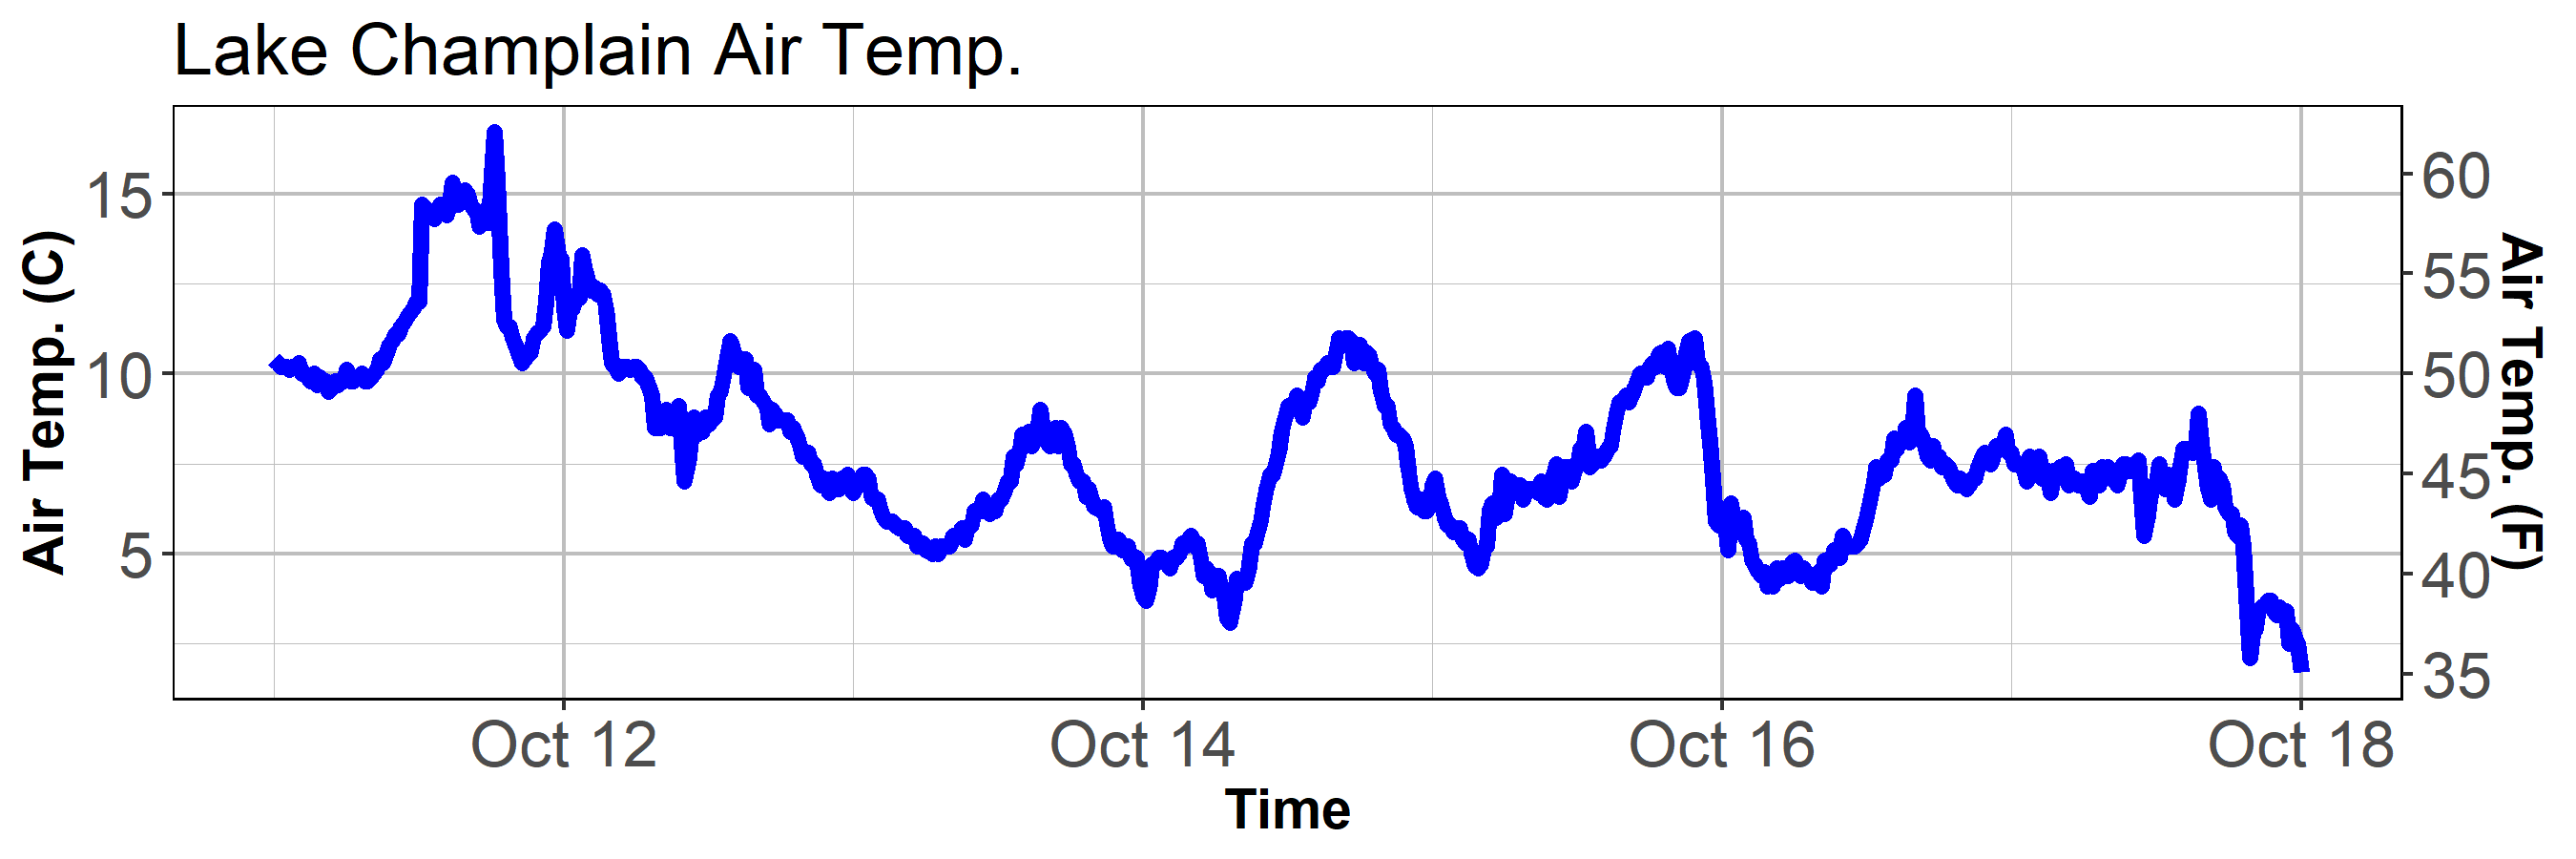 Lake Champlain Air Temp.
Air Temp. (C)
15
10
5
60
55
50
45
40
35
Air Temp. (F)
Oct 12
Oct 14
Oct 16
Oct 18
Time